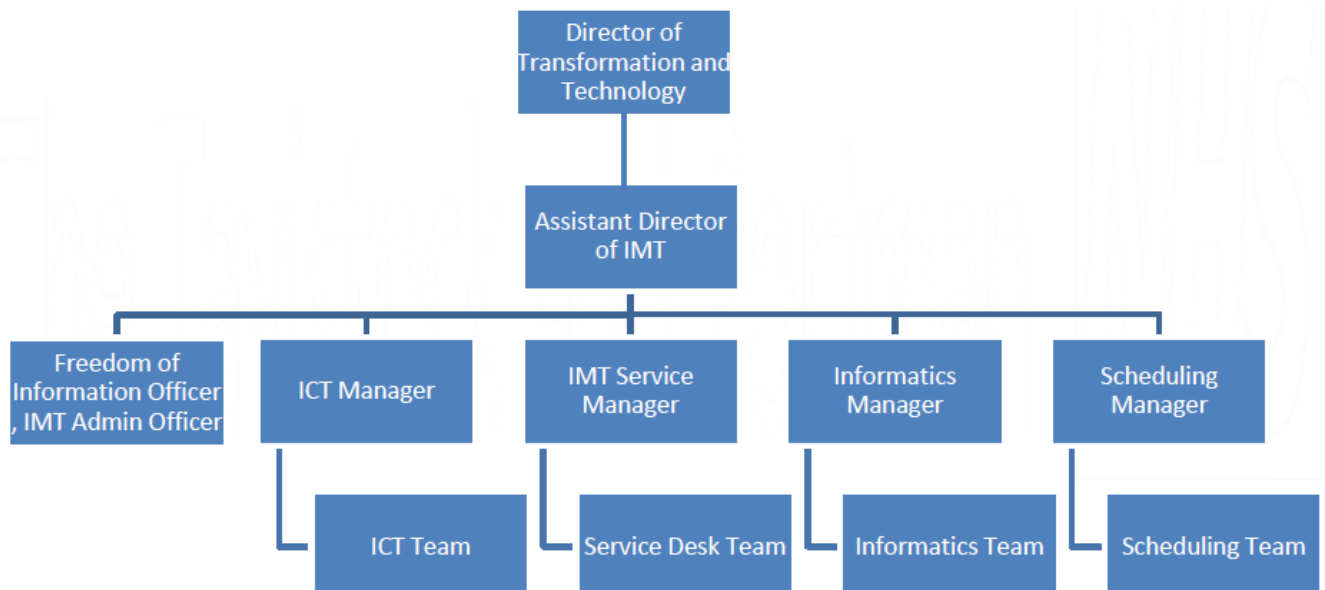 Director of
Transformation and
Technology
Assistant Director
of IMT
Freedom of
Information Officer
, IMT Admin Officer
ICT Manager
IMT Service
Manager
Informatics
Manager
Scheduling
Manager
ICT Team
Service Desk Team
Informatics Team
Scheduling Team